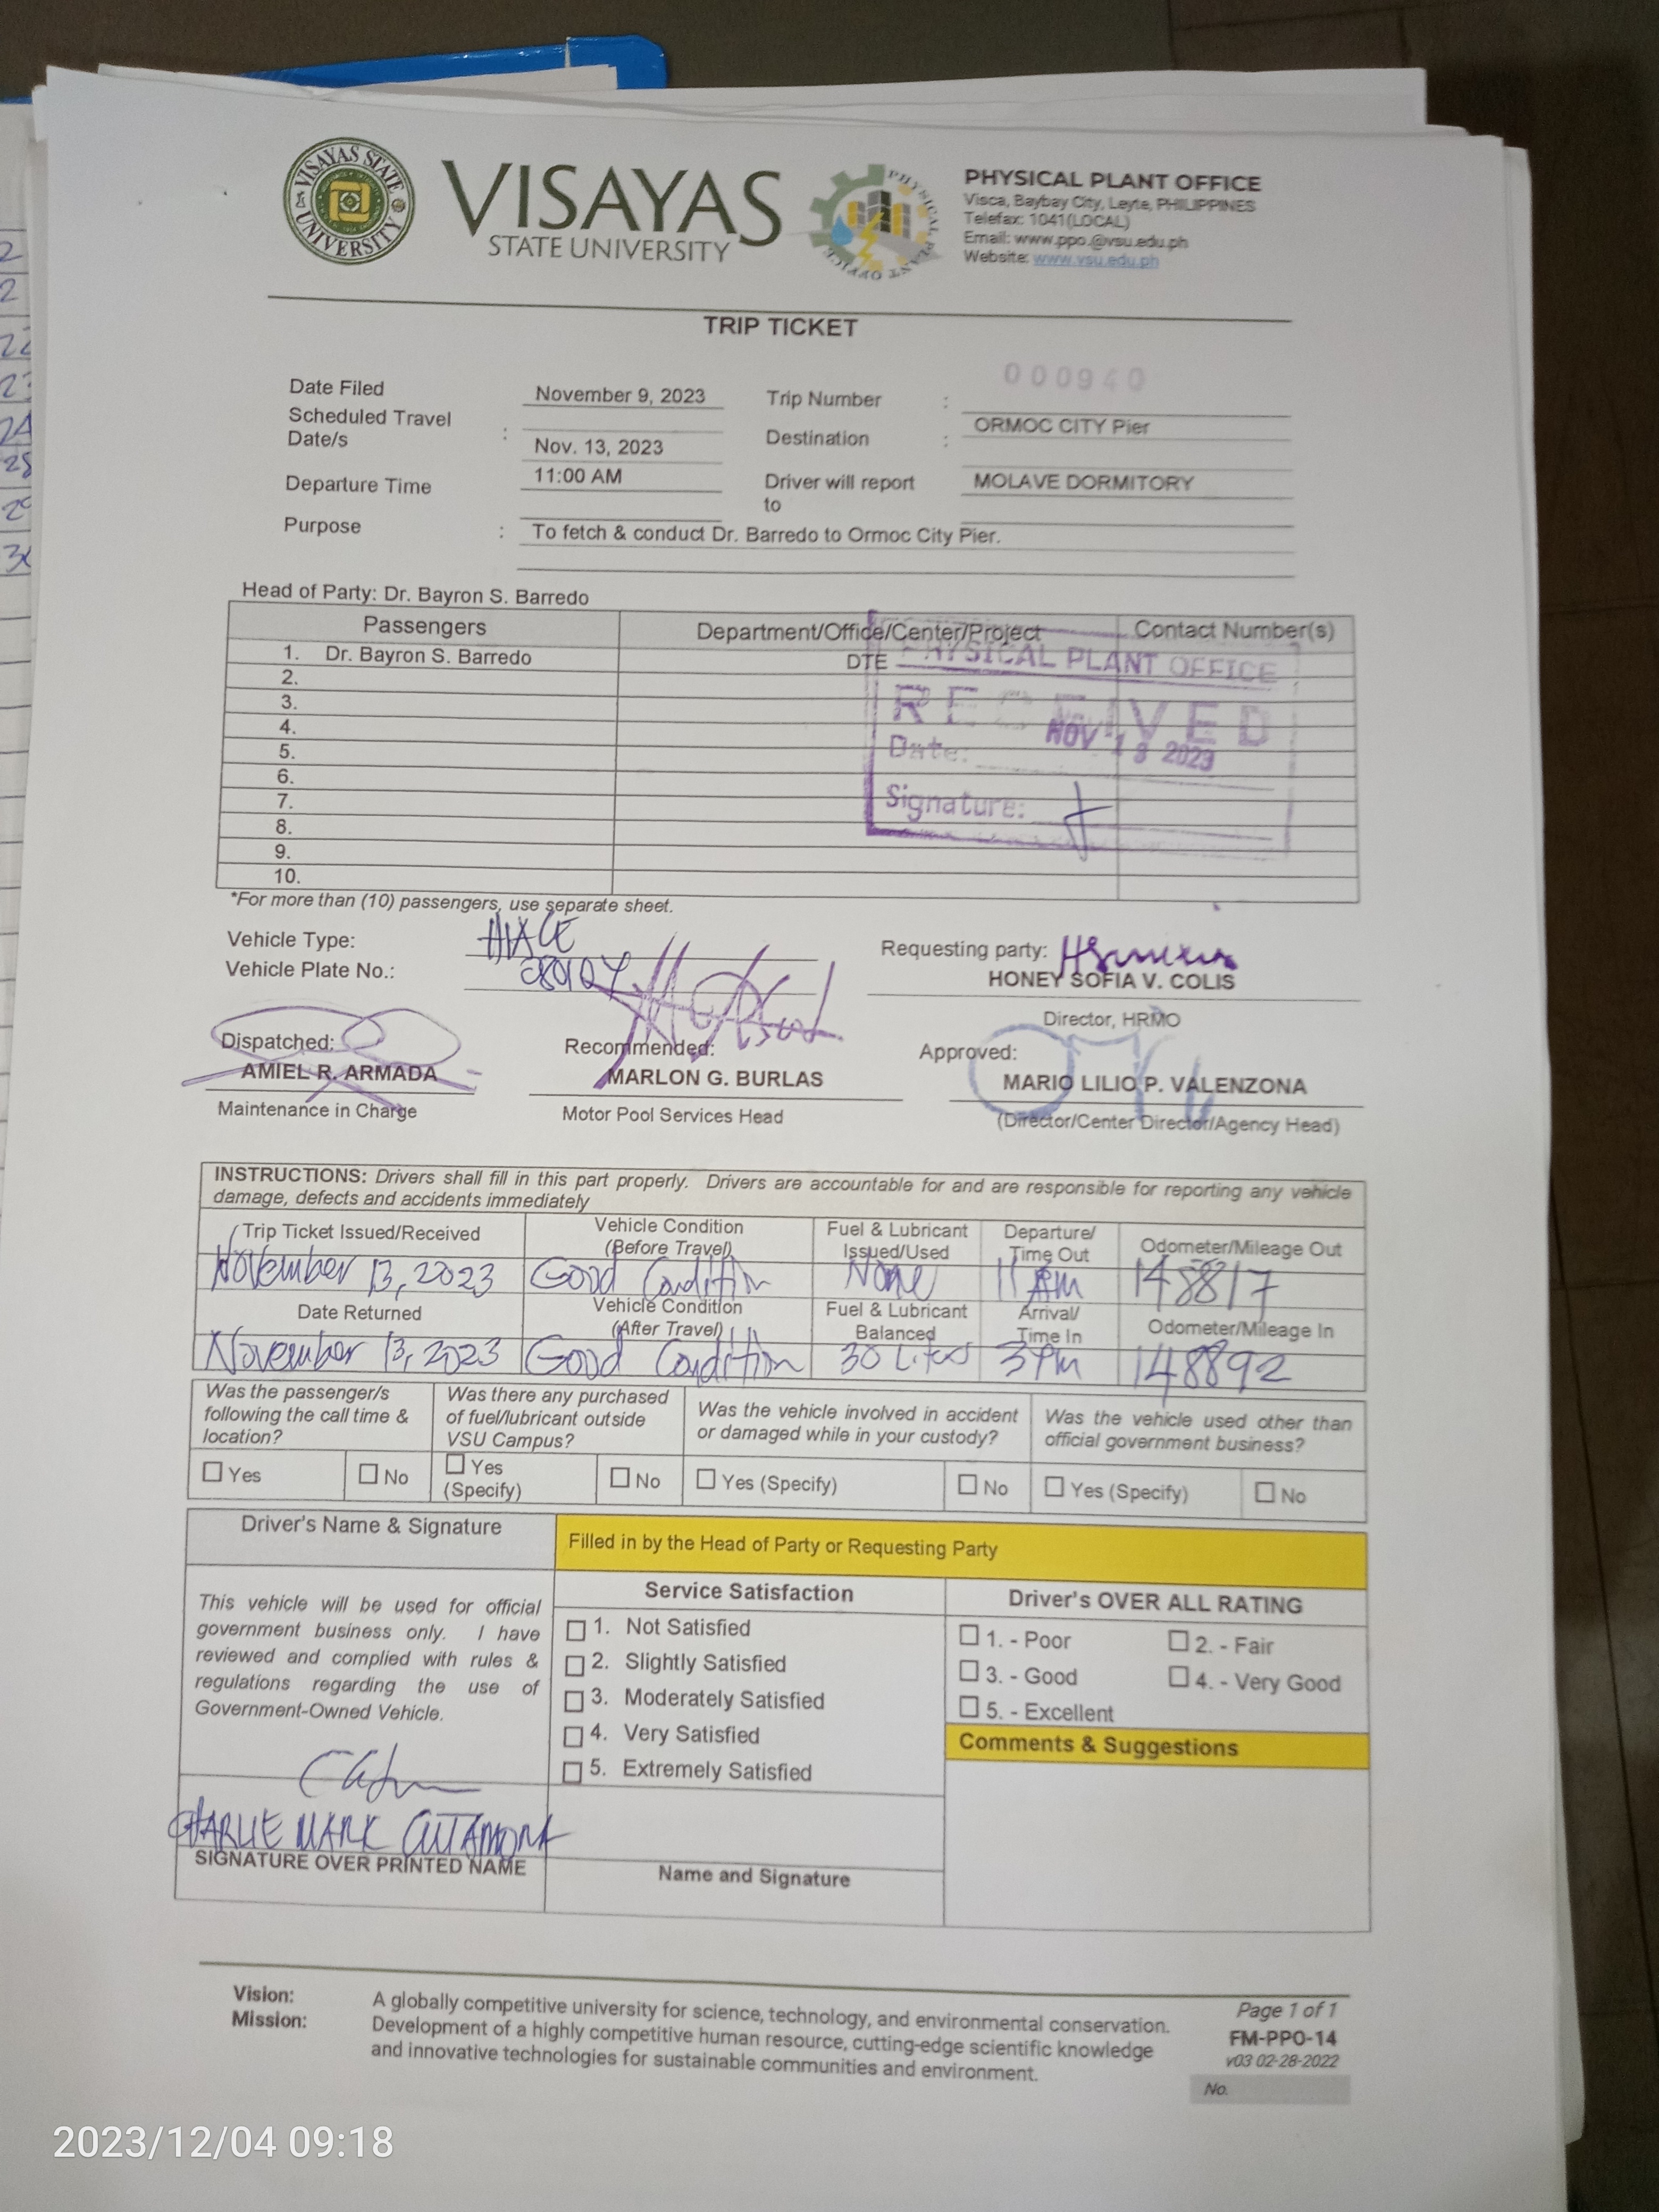 VISAYAS STATE UNIVERSITY
VISAYAS
STATE UNIVERSITY
PHYSICAL PLANT OFFICE
PHYSICAL PLANT OFFICE
Visca, Baybay City, Leyte, PHILIPPINES
Telefax: 1041(LOCAL)
Email: www.ppo.@vsu.edu.ph
Website: www.vsu.edu.ph
TRIP TICKET
000940
Date Filed November 9, 2023 Trip Number :
Scheduled Travel Date/s : Nov. 13, 2023 Destination : ORMOC CITY Pier
Departure Time 11:00 AM Driver will report to MOLAVE DORMITORY
Purpose : To fetch & conduct Dr. Barredo to Ormoc City Pier.
Head of Party: Dr. Bayron S. Barredo
Passengers Department/Office/Center/Project Contact Number(s)
1. Dr. Bayron S. Barredo DTE
2.
3.
4.
5.
6.
7.
8.
9.
10.
PHYSICAL PLANT OFFICE
RECEIVED
Date: NOV 13 2023
Signature:
*For more than (10) passengers, use separate sheet.
Vehicle Type: HIACE
Vehicle Plate No.:
Requesting party:
HONEY SOFIA V. COLIS
Director, HRMO
Dispatched: Recommended: Approved:
AMIEL R. ARMADA MARLON G. BURLAS MARIO LILIO P. VALENZONA
Maintenance in Charge Motor Pool Services Head (Director/Center Director/Agency Head)
INSTRUCTIONS: Drivers shall fill in this part properly. Drivers are accountable for and are responsible for reporting any vehicle
damage, defects and accidents immediately
Trip Ticket Issued/Received Vehicle Condition (Before Travel) Fuel & Lubricant Issued/Used Departure/ Time Out Odometer/Mileage Out
November 13, 2023 Good Condition None 11 AM 148817
Date Returned Vehicle Condition (After Travel) Fuel & Lubricant Balanced Arrival/ Time In Odometer/Mileage In
November 13, 2023 Good Condition 30 Liters 3 PM 148892
Was the passenger/s following the call time & location? Was there any purchased of fuel/lubricant outside VSU Campus? Was the vehicle involved in accident or damaged while in your custody? Was the vehicle used other than official government business?
Yes No Yes (Specify) No Yes (Specify) No Yes (Specify) No
Driver's Name & Signature
Filled in by the Head of Party or Requesting Party
This vehicle will be used for official
government business only. I have
reviewed and complied with rules &
regulations regarding the use of
Government-Owned Vehicle.
Service Satisfaction
1. Not Satisfied
2. Slightly Satisfied
3. Moderately Satisfied
4. Very Satisfied
5. Extremely Satisfied
Driver's OVER ALL RATING
1. - Poor 2. - Fair
3. - Good 4. - Very Good
5. - Excellent
Comments & Suggestions
CHARLIE MARK
SIGNATURE OVER PRINTED NAME
Name and Signature
Vision: A globally competitive university for science, technology, and environmental conservation.
Mission: Development of a highly competitive human resource, cutting-edge scientific knowledge
and innovative technologies for sustainable communities and environment.
Page 1 of 1
FM-PPO-14
v03 02-28-2022
No.
2023/12/04 09:18